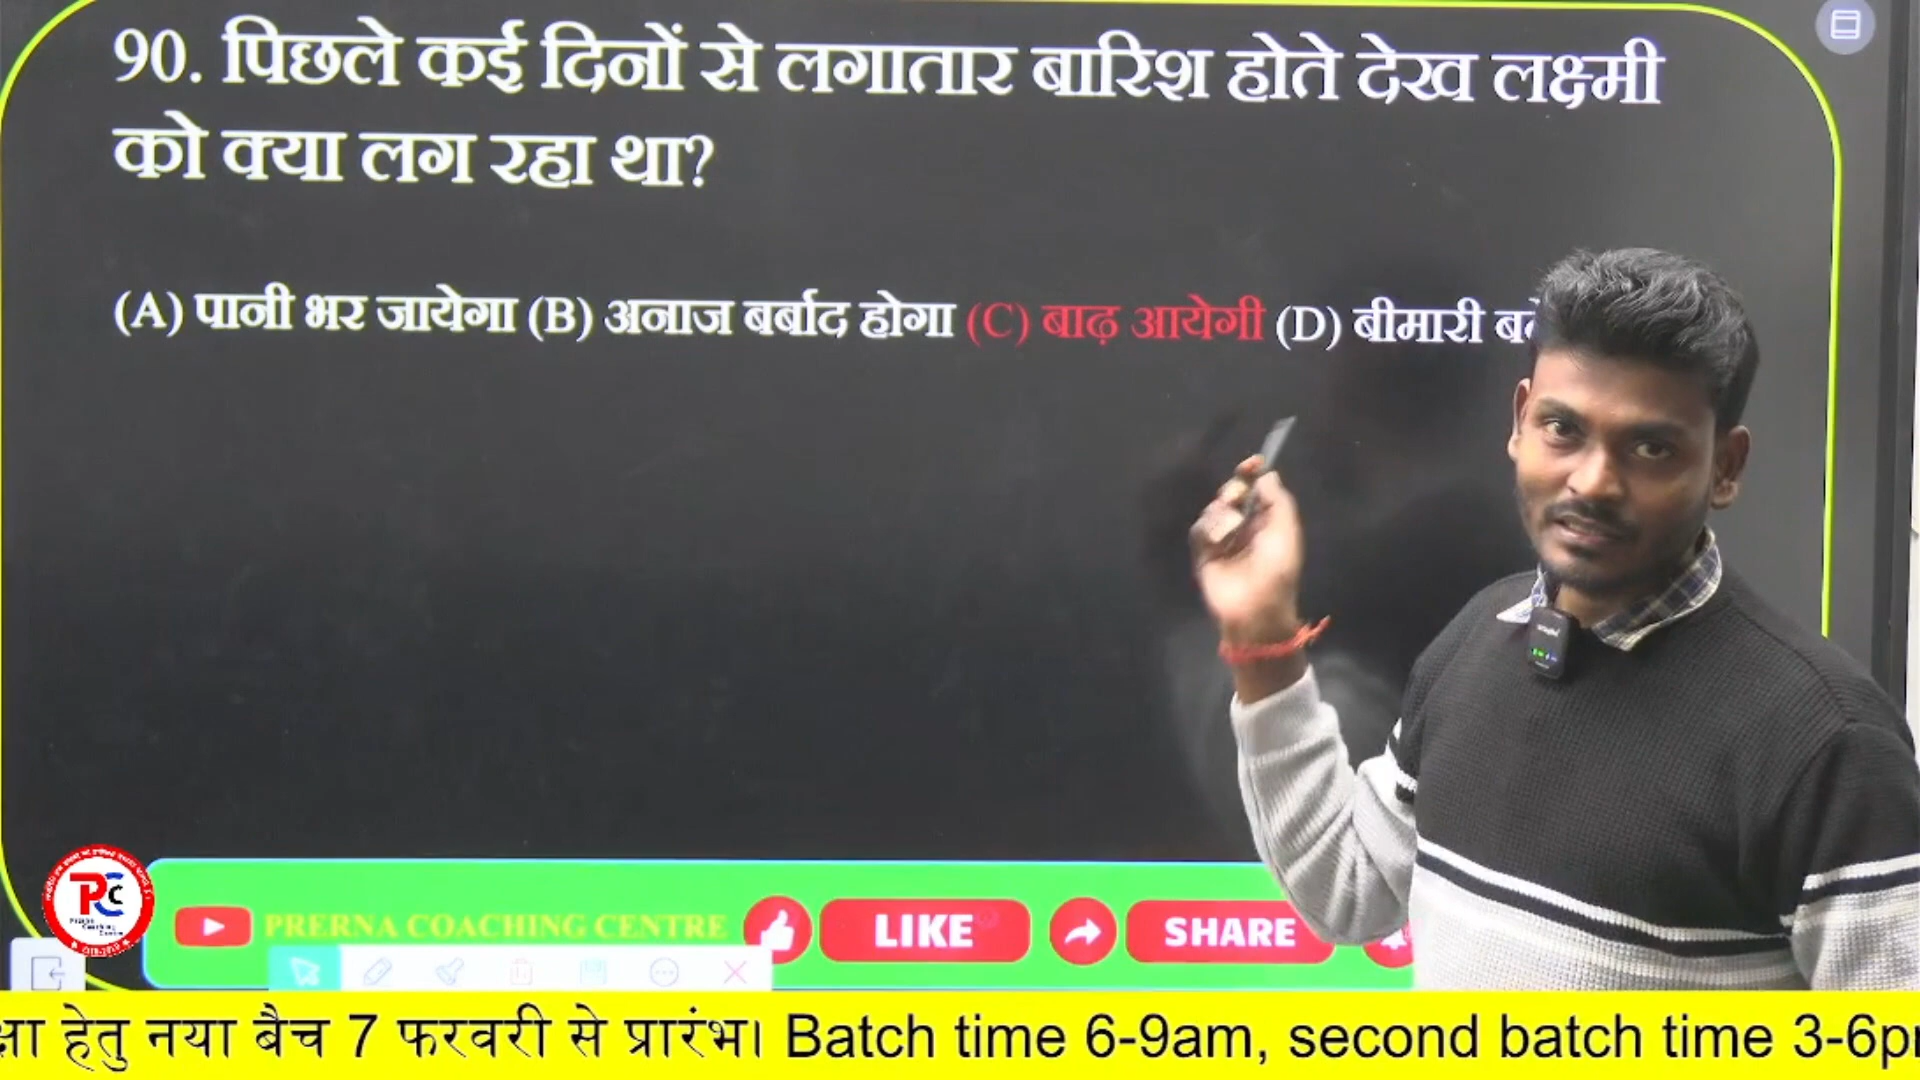 90. पिछले कई दिनों से लगातार बारिश होते देख लक्ष्मी
को क्या लग रहा था?
(A) पानी भर जायेगा (B) अनाज बर्बाद होगा (C) बाढ़ आयेगी (D) बीमारी
PRERNA COACHING CENTRE LIKE SHARE
हेतु नया बैच 7 फरवरी से प्रारंभ। Batch time 6-9am, second batch time 3-6